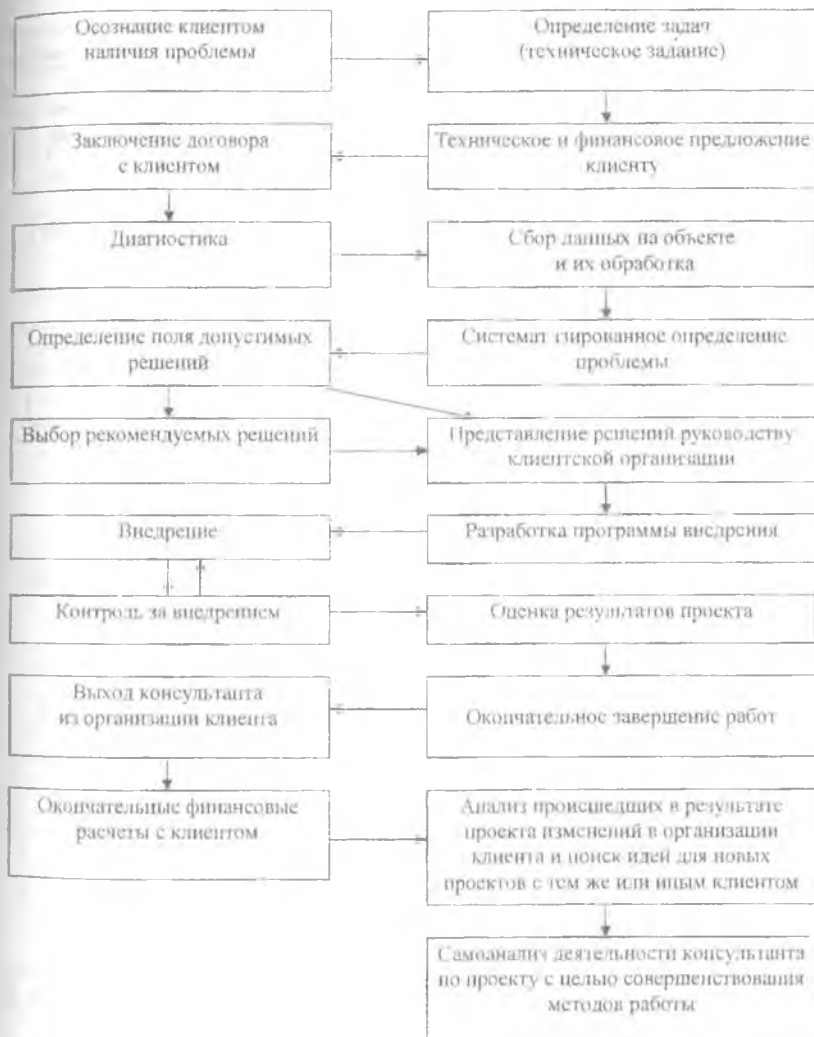 Осознание клиентом
наличия проблемы
Определение задач
(техническое задание)
Заключение договора
с клиентом
Техническое и финансовое предложение
клиенту
Диагностика
Сбор данных на объекте
и их обработка
Определение поля допустимых
решений
Систематизированное определение
проблемы
Выбор рекомендуемых решений
Представление решений руководству
клиентской организации
Внедрение
Разработка программы внедрения
Контроль за внедрением
Оценка результатов проекта
Выход консультанта
из организации клиента
Окончательное завершение работ
Окончательные финансовые
расчеты с клиентом
Анализ происшедших в результате
проекта изменений в организации
клиента и поиск идей для новых
проектов с тем же или иным клиентом
Самоанализ деятельности консультанта
по проекту с целью совершенствования
методов работы